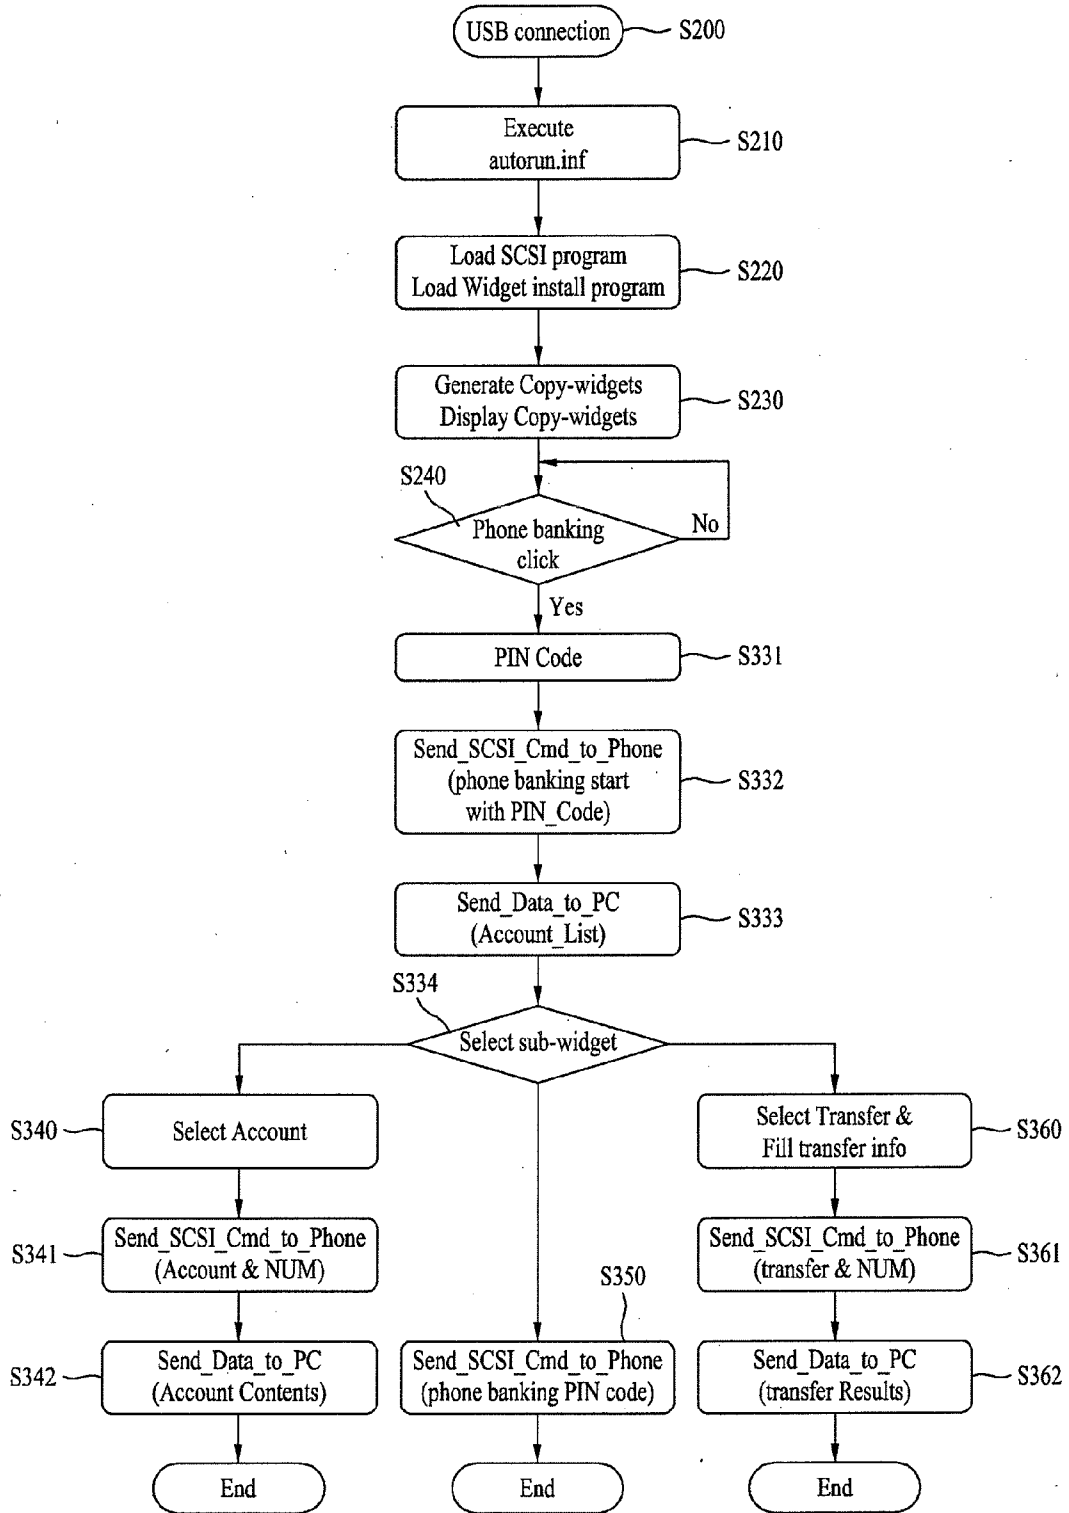 USB connection
S200
Execute
autorun.inf
S210
Load SCSI program
Load Widget install program
S220
Generate Copy-widgets
Display Copy-widgets
S230
S240
Phone banking
click
No
Yes
PIN Code
S331
Send_SCSI_Cmd_to_Phone
(phone banking start
with PIN_Code)
S332
Send_Data_to_PC
(Account_List)
S333
S334
Select sub-widget
S340
Select Account
Select Transfer &
Fill transfer info
S360
S341
Send_SCSI_Cmd_to_Phone
(Account & NUM)
Send_SCSI_Cmd_to_Phone
(transfer & NUM)
S361
S350
S342
Send_Data_to_PC
(Account Contents)
Send_SCSI_Cmd_to_Phone
(phone banking PIN code)
Send_Data_to_PC
(transfer Results)
S362
End
End
End